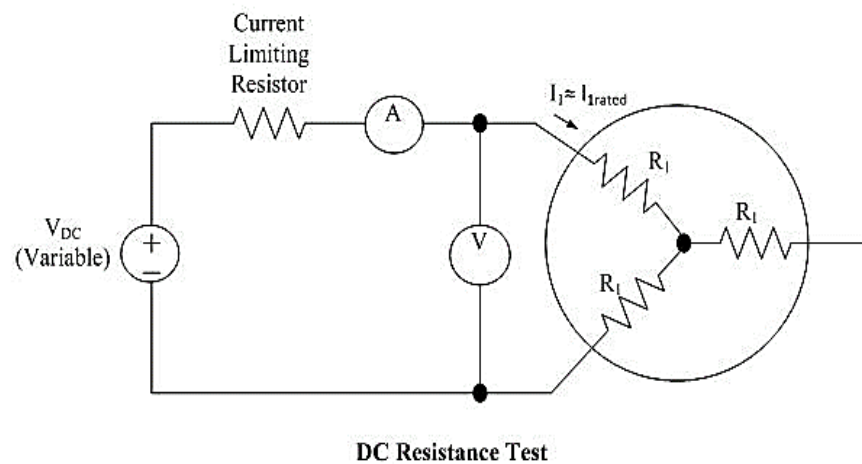 Current
Limiting
Resistor
A
I₁≈ I₁rated
R₁
R₁
V_DC
(Variable)
+
−
V
R₁
DC Resistance Test